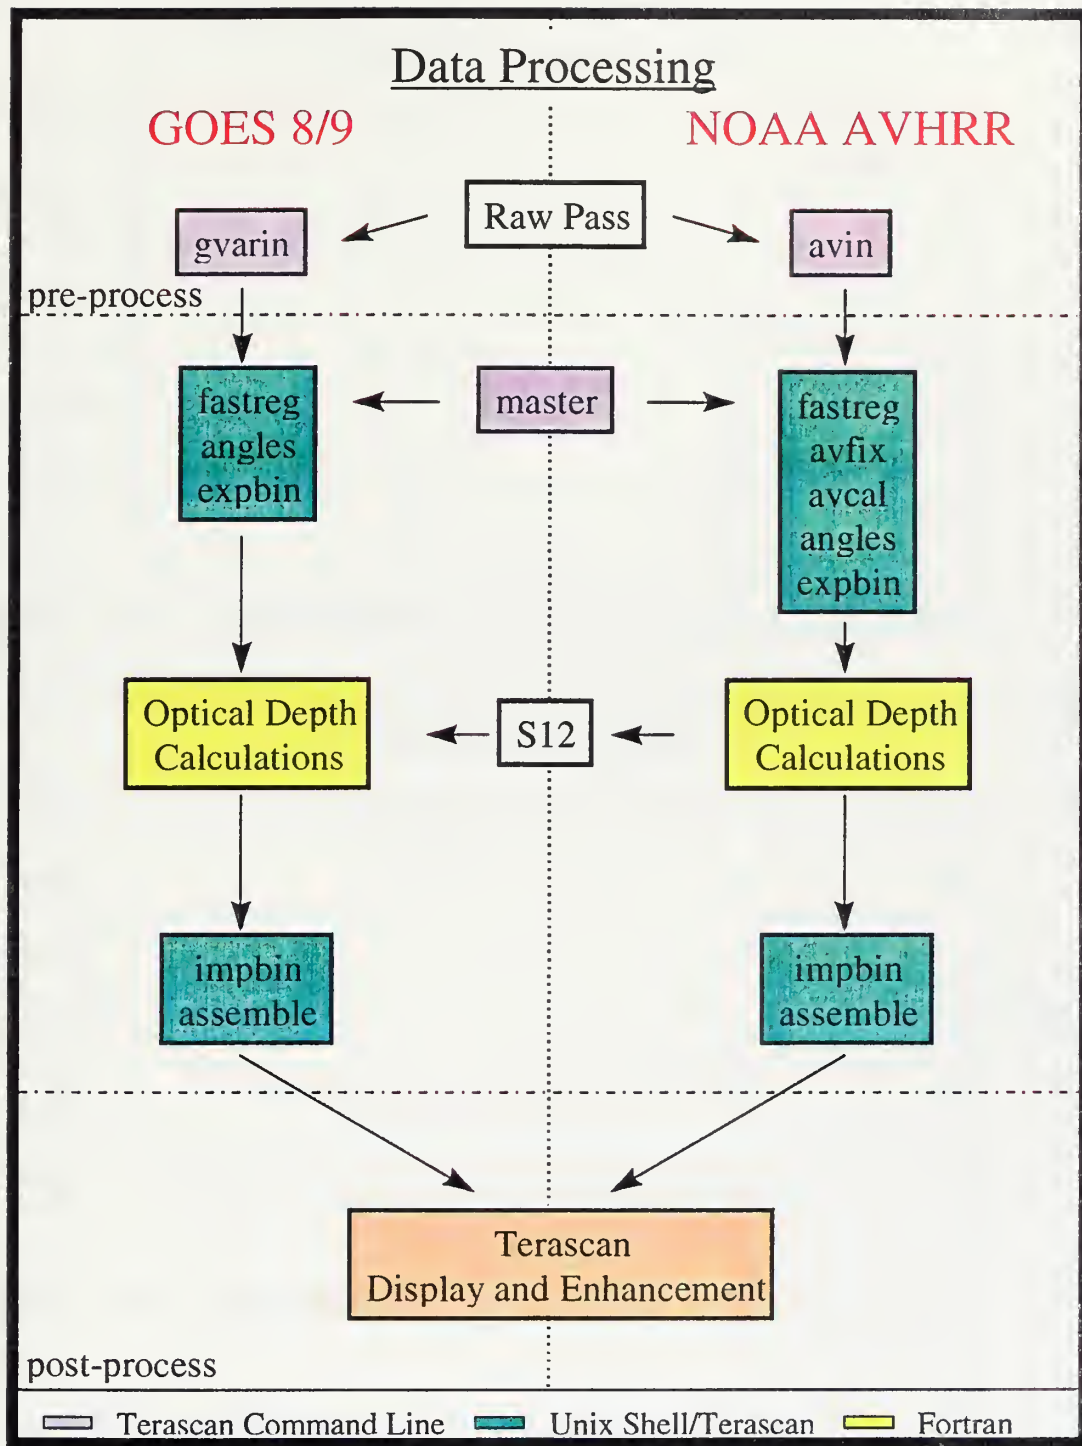 Data Processing
GOES 8/9
NOAA AVHRR
Raw Pass
gvarin
avin
pre-process
fastreg
angles
expbin
master
fastreg
avfix
avcal
angles
expbin
Optical Depth
Calculations
S12
Optical Depth
Calculations
impbin
assemble
impbin
assemble
Terascan
Display and Enhancement
post-process
Terascan Command Line
Unix Shell/Terascan
Fortran